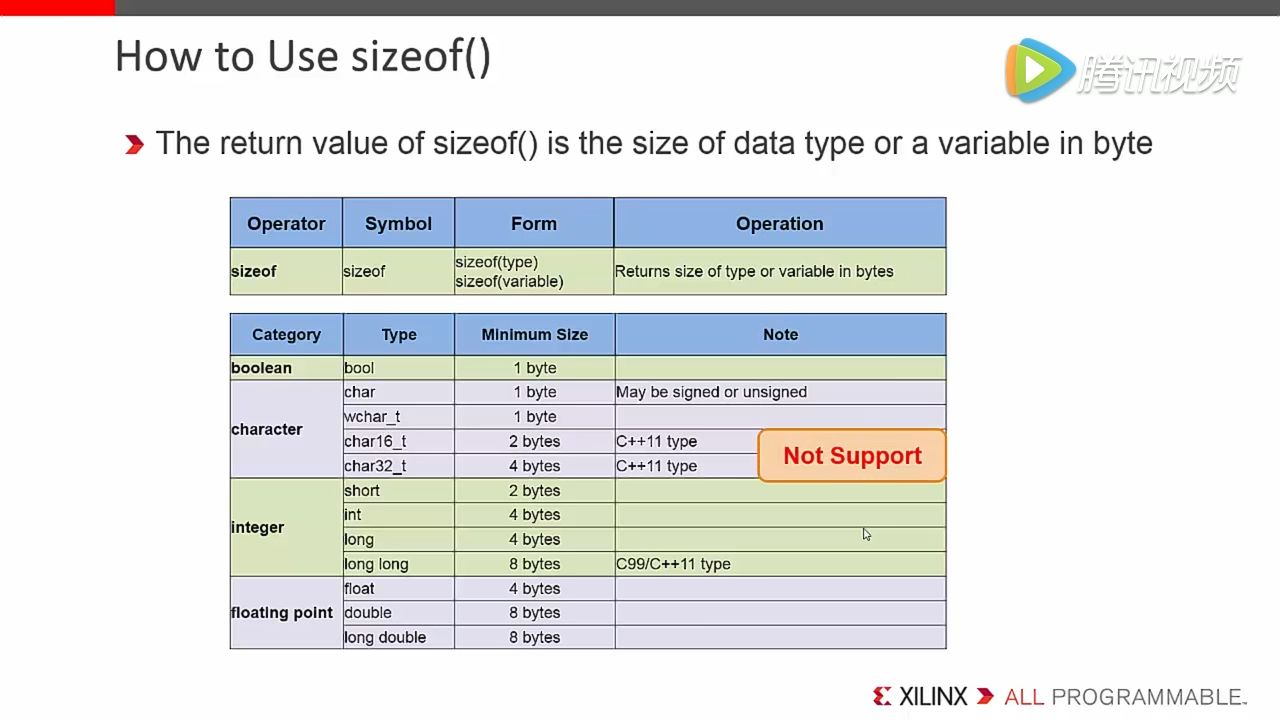 How to Use sizeof()
腾讯视频
The return value of sizeof() is the size of data type or a variable in byte
Operator Symbol Form Operation
sizeof sizeof sizeof(type) sizeof(variable) Returns size of type or variable in bytes
Category Type Minimum Size Note
boolean bool 1 byte
character char 1 byte May be signed or unsigned
wchar_t 1 byte
char16_t 2 bytes C++11 type
char32_t 4 bytes C++11 type
Not Support
integer short 2 bytes
int 4 bytes
long 4 bytes
long long 8 bytes C99/C++11 type
floating point float 4 bytes
double 8 bytes
long double 8 bytes
XILINX ALL PROGRAMMABLE.